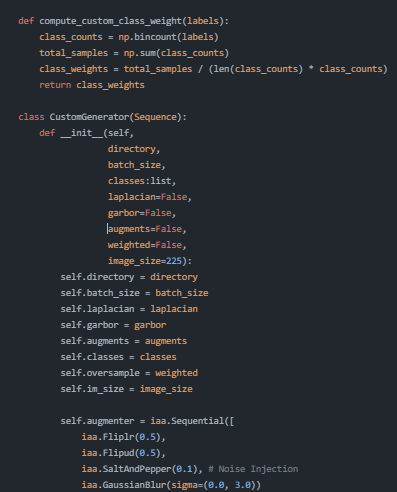 def compute_custom_class_weight(labels):
    class_counts = np.bincount(labels)
    total_samples = np.sum(class_counts)
    class_weights = total_samples / (len(class_counts) * class_counts)
    return class_weights

class CustomGenerator(Sequence):
    def __init__(self,
                 directory,
                 batch_size,
                 classes:list,
                 laplacian=False,
                 garbor=False,
                 augments=False,
                 weighted=False,
                 image_size=225):
        self.directory = directory
        self.batch_size = batch_size
        self.laplacian = laplacian
        self.garbor = garbor
        self.augments = augments
        self.classes = classes
        self.oversample = weighted
        self.im_size = image_size

        self.augmenter = iaa.Sequential([
            iaa.Fliplr(0.5),
            iaa.Flipud(0.5),
            iaa.SaltAndPepper(0.1), # Noise Injection
            iaa.GaussianBlur(sigma=(0.0, 3.0))